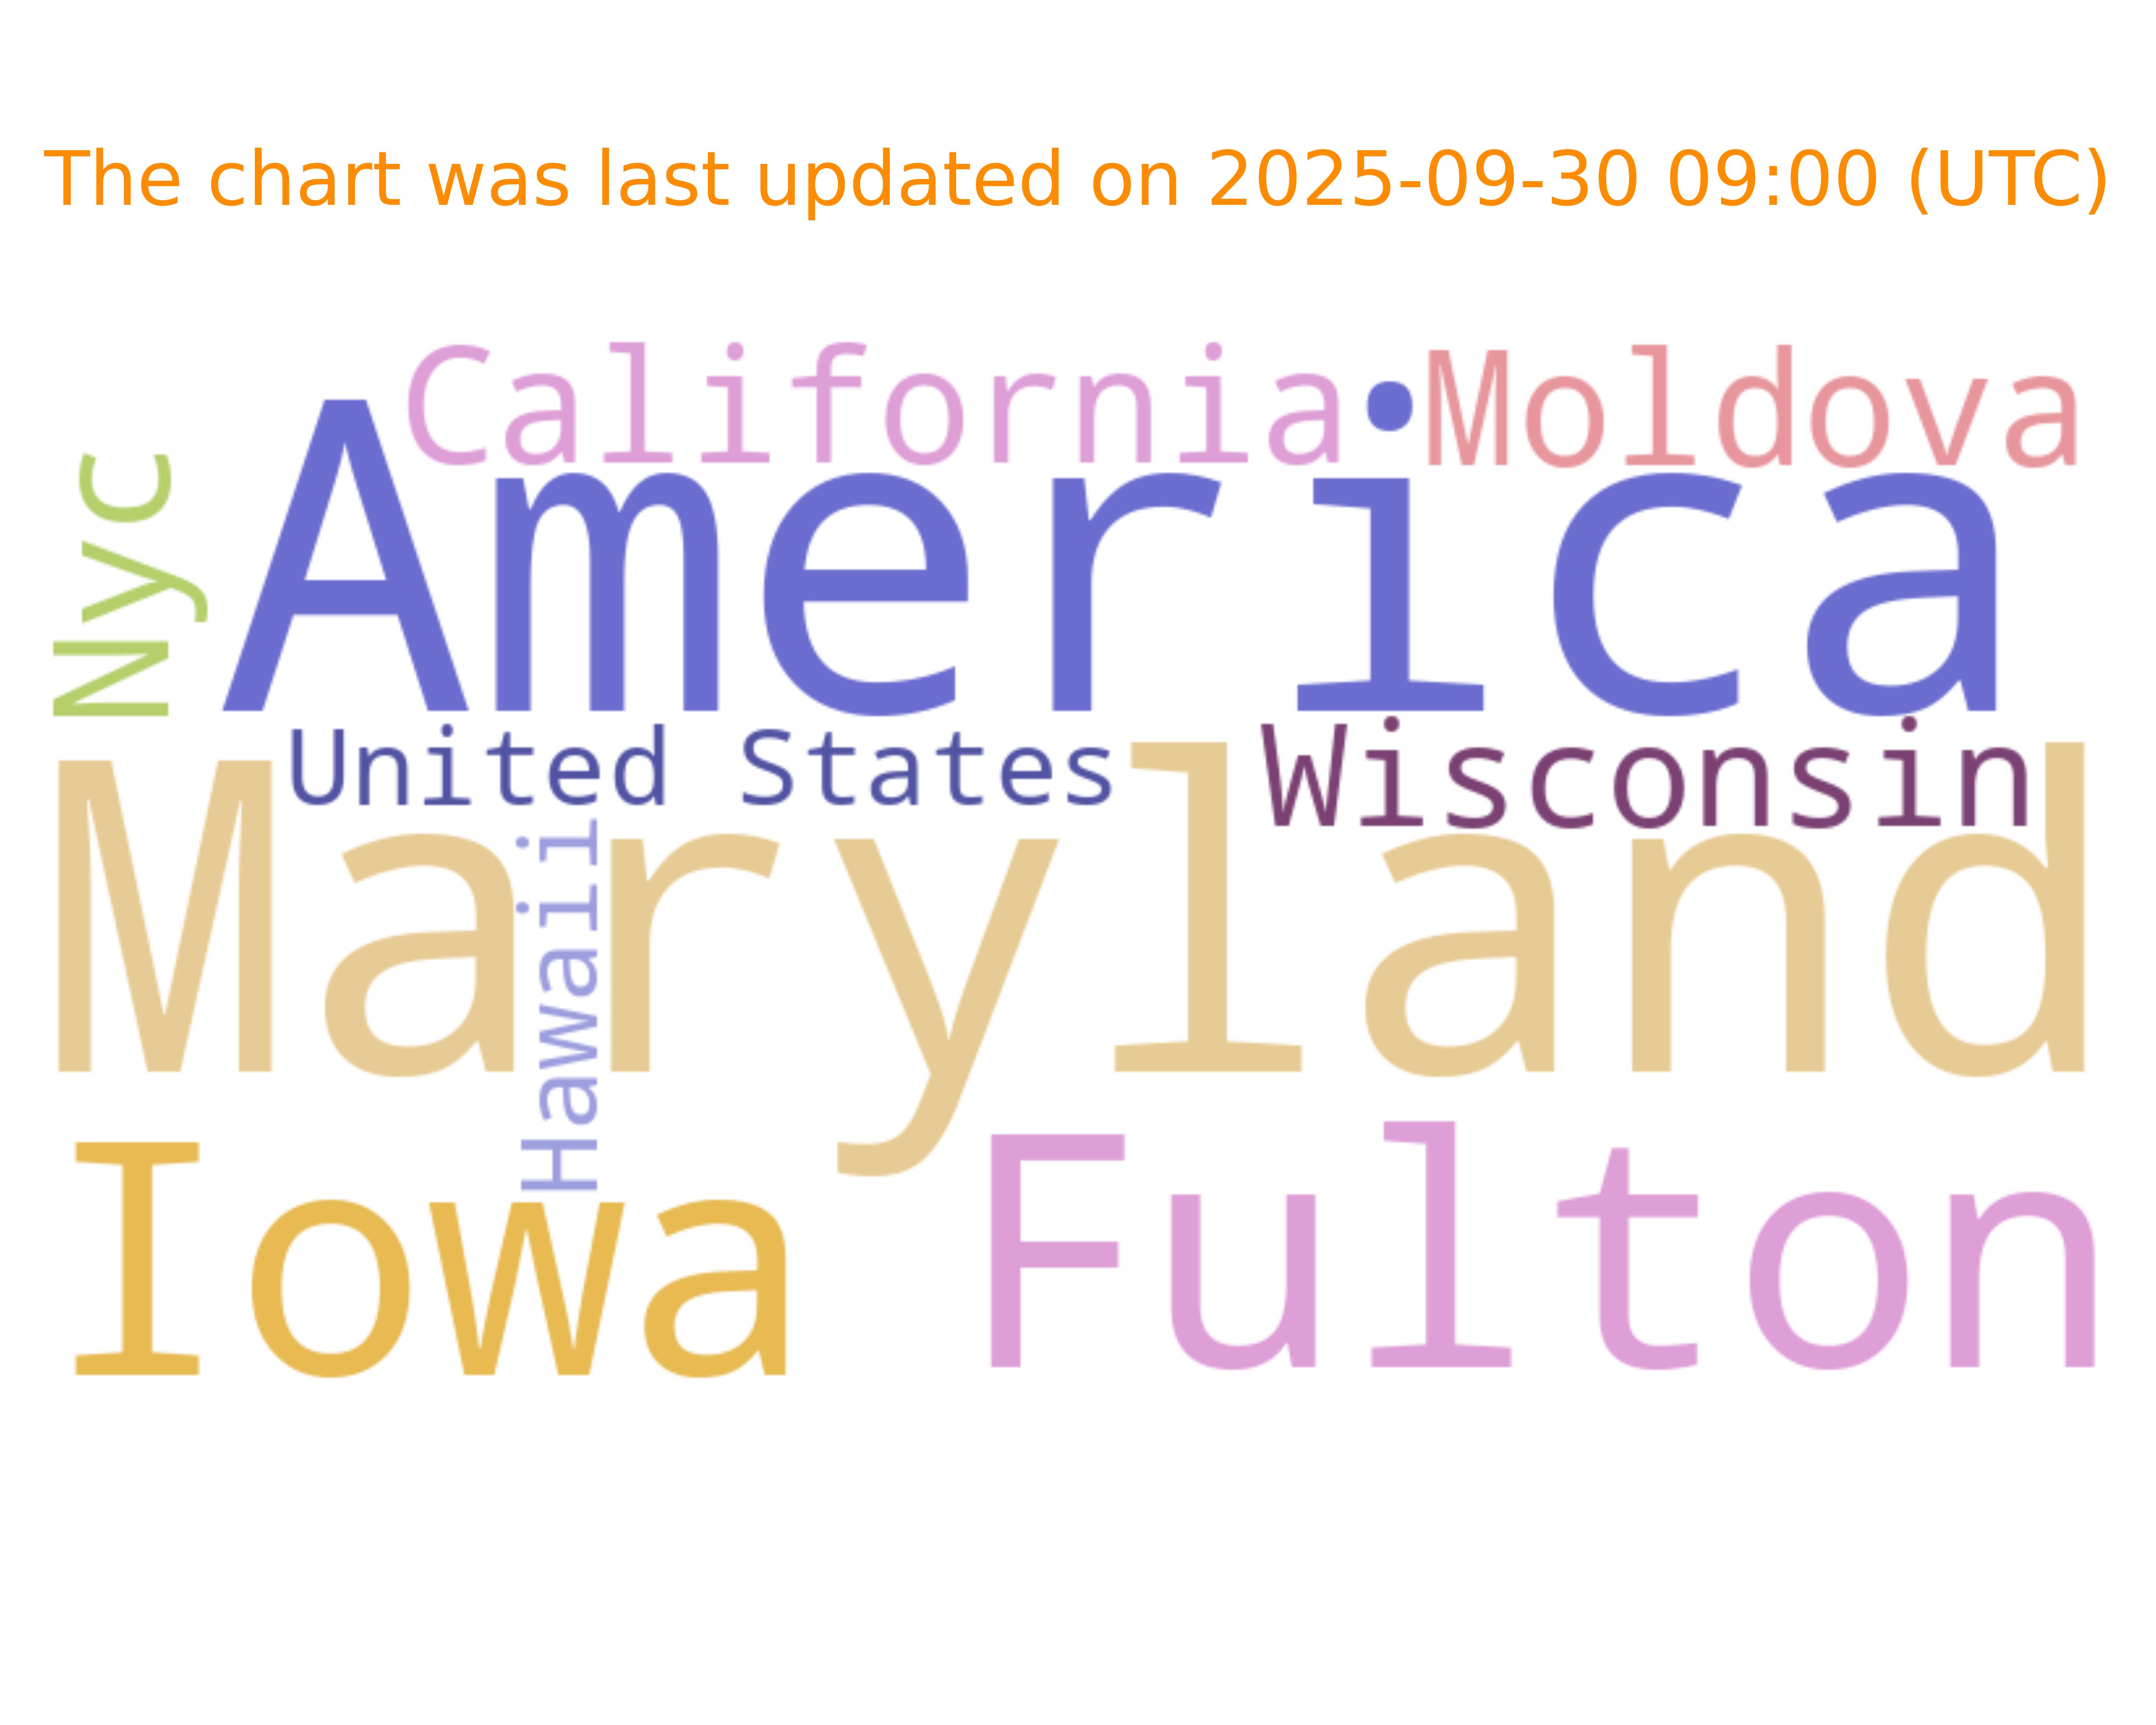 The chart was last updated on 2025-09-30 09:00 (UTC)
California
Moldova
Nyc
America
United States
Wisconsin
Maryland
Hawaii
Iowa
Fulton